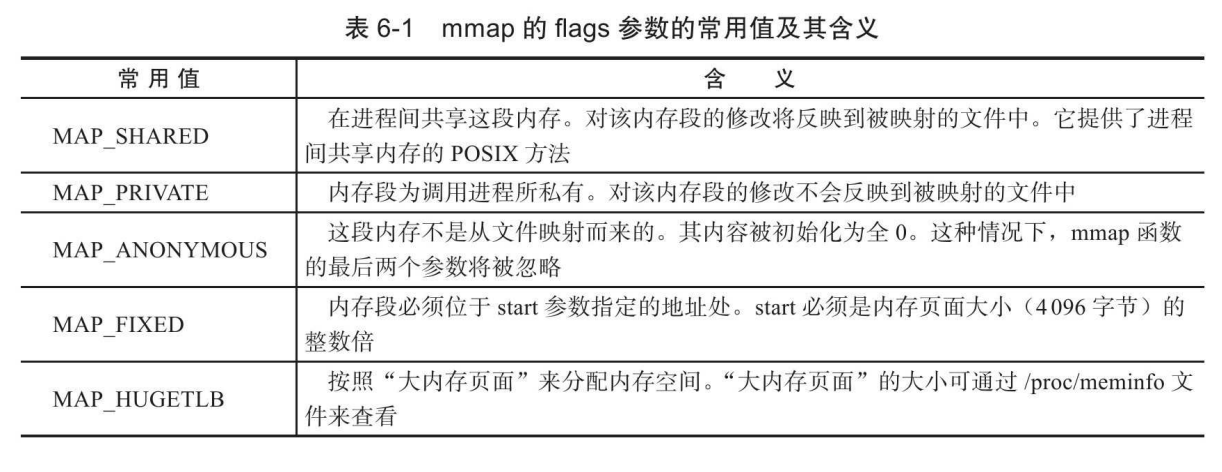 表 6-1 mmap 的 flags 参数的常用值及其含义
常 用 值 含 义
MAP_SHARED
在进程间共享这段内存。对该内存段的修改将反映到被映射的文件中。它提供了进程
间共享内存的 POSIX 方法
MAP_PRIVATE 内存段为调用进程所私有。对该内存段的修改不会反映到被映射的文件中
MAP_ANONYMOUS
这段内存不是从文件映射而来的。其内容被初始化为全 0。这种情况下，mmap 函数
的最后两个参数将被忽略
MAP_FIXED
内存段必须位于 start 参数指定的地址处。start 必须是内存页面大小（4096 字节）的
整数倍
MAP_HUGETLB
按照“大内存页面”来分配内存空间。“大内存页面”的大小可通过 /proc/meminfo 文
件来查看